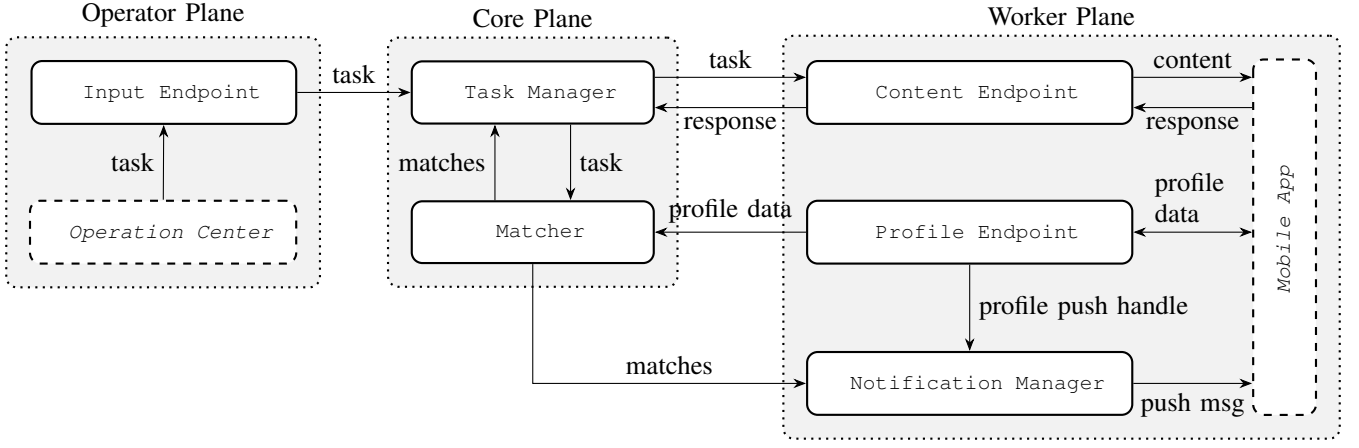 Operator Plane
Core Plane
Worker Plane
Input Endpoint
task
Task Manager
task
response
Content Endpoint
content
response
task
matches
task
Operation Center
Matcher
profile data
Profile Endpoint
profile
data
Mobile App
profile push handle
matches
Notification Manager
push msg